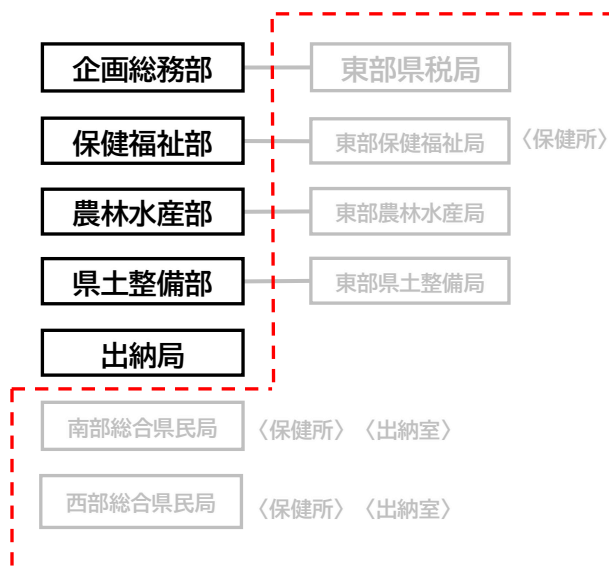 企画総務部 東部県税局
保健福祉部 東部保健福祉局 〈保健所〉
農林水産部 東部農林水産局
県土整備部 東部県土整備局
出納局
南部総合県民局 〈保健所〉〈出納室〉
西部総合県民局 〈保健所〉〈出納室〉